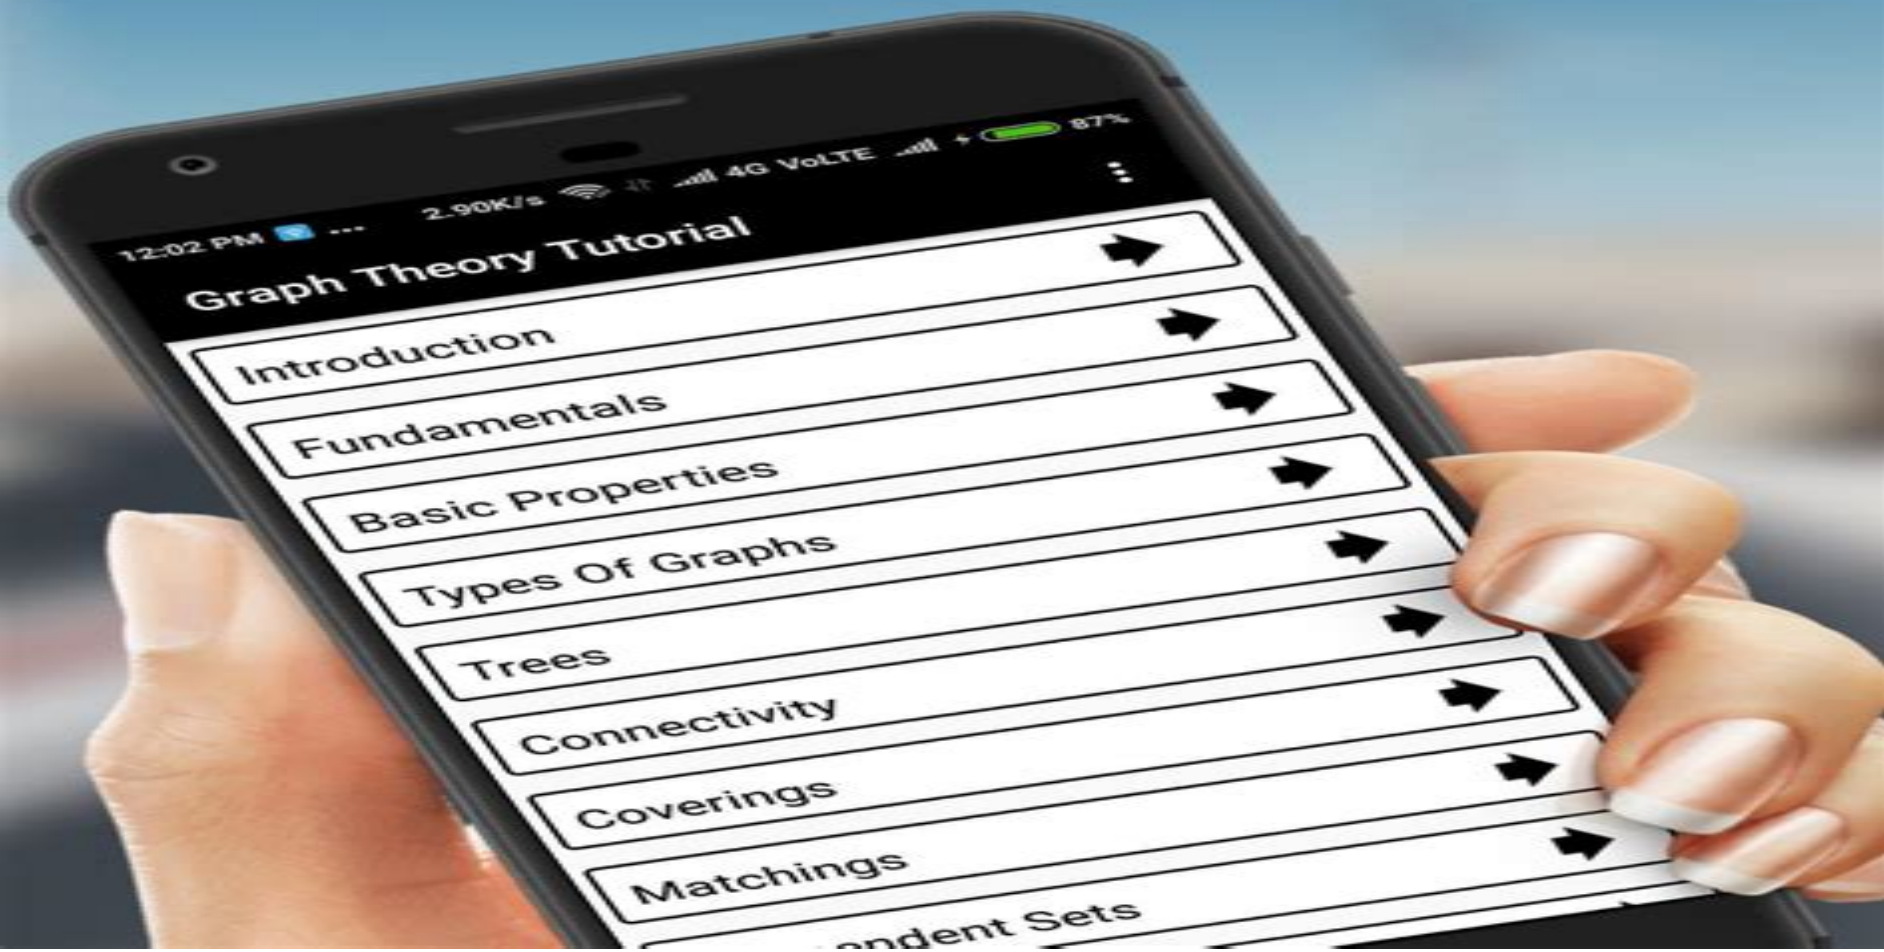 12:02 PM ... 2.90K/s 4G VoLTE 87%
Graph Theory Tutorial
Introduction
Fundamentals
Basic Properties
Types Of Graphs
Trees
Connectivity
Coverings
Matchings
Sets